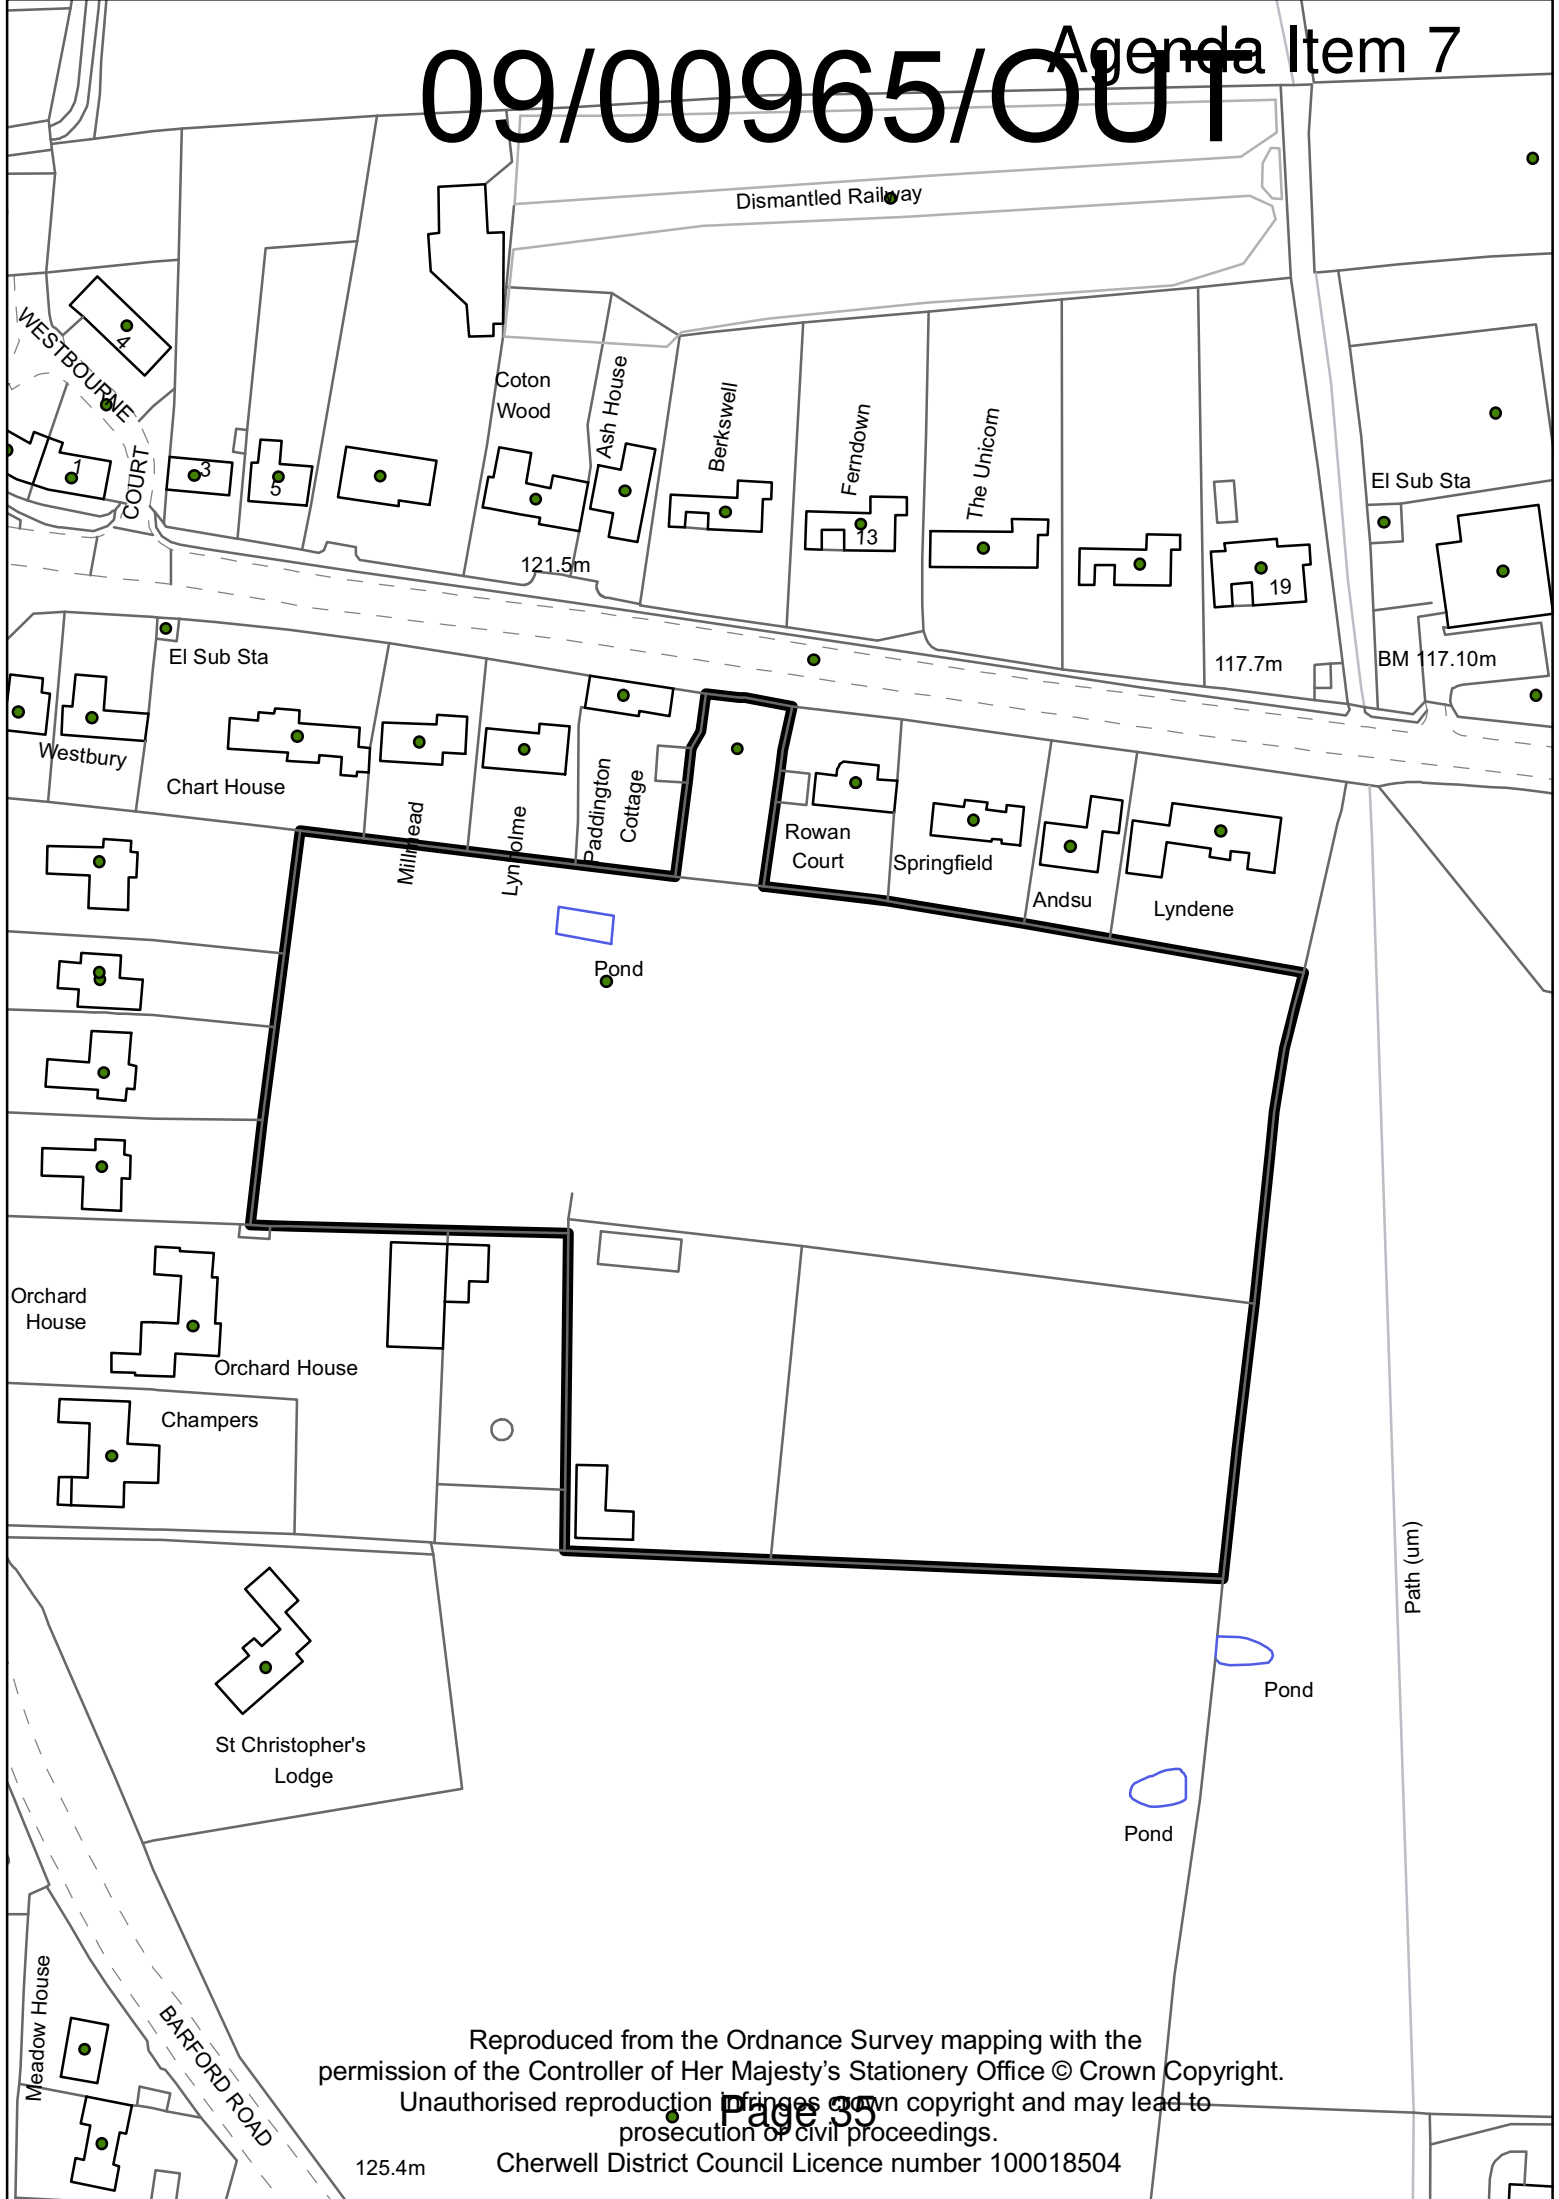 Agenda Item 7
09/00965/OUT
Dismantled Railway
WESTBOURNE
COURT
4
1
3
5
Coton
Wood
Ash House
Berkswell
Ferndown
13
The Unicorn
19
El Sub Sta
121.5m
117.7m
BM 117.10m
El Sub Sta
Westbury
Chart House
Millmead
Lynholme
Paddington
Cottage
Rowan
Court
Springfield
Andsu
Lyndene
Pond
Orchard
House
Orchard House
Champers
Path (um)
St Christopher's
Lodge
Pond
Pond
Meadow House
BARFORD ROAD
125.4m
Reproduced from the Ordnance Survey mapping with the
permission of the Controller of Her Majesty’s Stationery Office © Crown Copyright.
Unauthorised reproduction infringes crown copyright and may lead to
prosecution or civil proceedings.
Cherwell District Council Licence number 100018504
Page 35